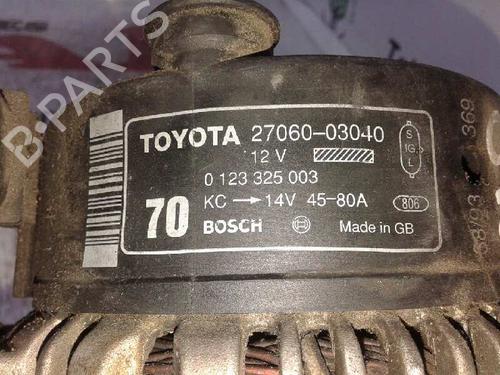 B-PARTS
TOYOTA 27060-03040
12 V
S
IG
L
0 123 325 003
70
KC → 14V 45-80A
806
BOSCH
Made in GB
369